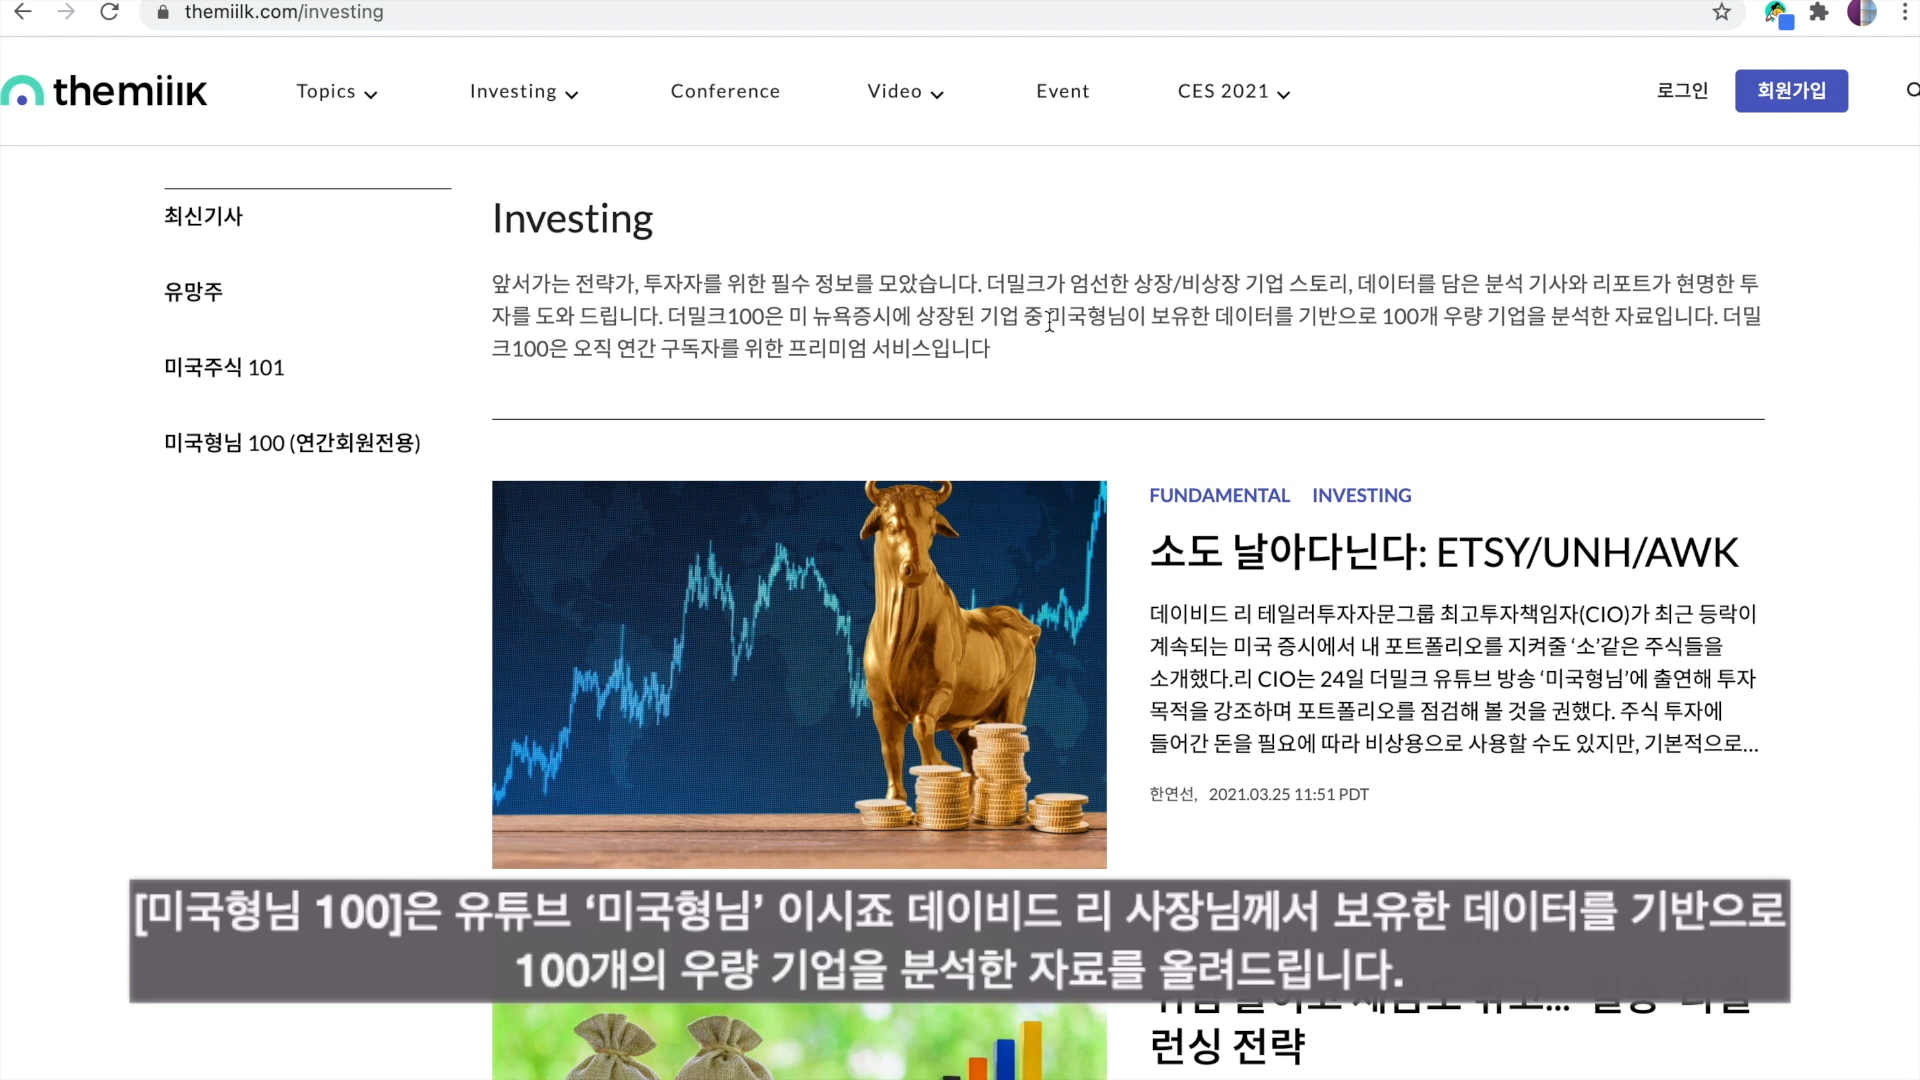 themiilk.com/investing
themiilk
Topics
Investing
Conference
Video
Event
CES 2021
로그인
회원가입
최신기사
유망주
미국주식 101
미국형님 100 (연간회원전용)
Investing
앞서가는 전략가, 투자자를 위한 필수 정보를 모았습니다. 더밀크가 엄선한 상장/비상장 기업 스토리, 데이터를 담은 분석 기사와 리포트가 현명한 투
자를 도와 드립니다. 더밀크100은 미 뉴욕증시에 상장된 기업 중 미국형님이 보유한 데이터를 기반으로 100개 우량 기업을 분석한 자료입니다. 더밀
크100은 오직 연간 구독자를 위한 프리미엄 서비스입니다
FUNDAMENTAL INVESTING
소도 날아다닌다: ETSY/UNH/AWK
데이비드 리 테일러투자자문그룹 최고투자책임자(CIO)가 최근 등락이
계속되는 미국 증시에서 내 포트폴리오를 지켜줄 ‘소’같은 주식들을
소개했다.리 CIO는 24일 더밀크 유튜브 방송 ‘미국형님’에 출연해 투자
목적을 강조하며 포트폴리오를 점검해 볼 것을 권했다. 주식 투자에
들어간 돈을 필요에 따라 비상용으로 사용할 수도 있지만, 기본적으로...
한연선, 2021.03.25 11:51 PDT
[미국형님 100]은 유튜브 ‘미국형님’ 이시죠 데이비드 리 사장님께서 보유한 데이터를 기반으로
100개의 우량 기업을 분석한 자료를 올려드립니다.
런싱 전략